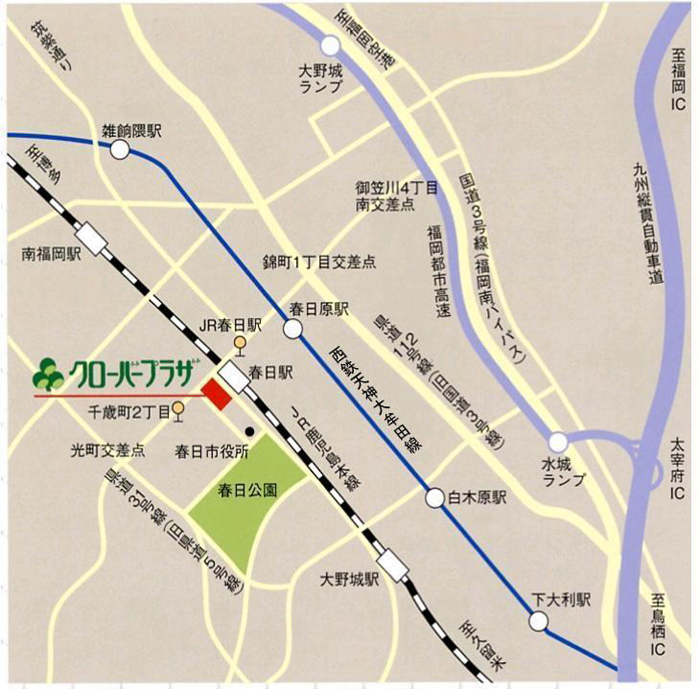 筑紫通り
至福岡空港
大野城
ランプ
至福岡IC
雑餉隈駅
至博多
御笠川4丁目
南交差点
国道3号線(福岡南バイパス)
九州縦貫自動車道
南福岡駅
福岡都市高速
錦町1丁目交差点
春日原駅
JR春日駅
県道112号線(旧国道3号線)
クローバープラザ
春日駅
西鉄天神大牟田線
千歳町2丁目
JR鹿児島本線
光町交差点
春日市役所
水城
ランプ
太宰府IC
県道31号線(旧県道5号線)
春日公園
白木原駅
大野城駅
下大利駅
至久留米
至鳥栖IC